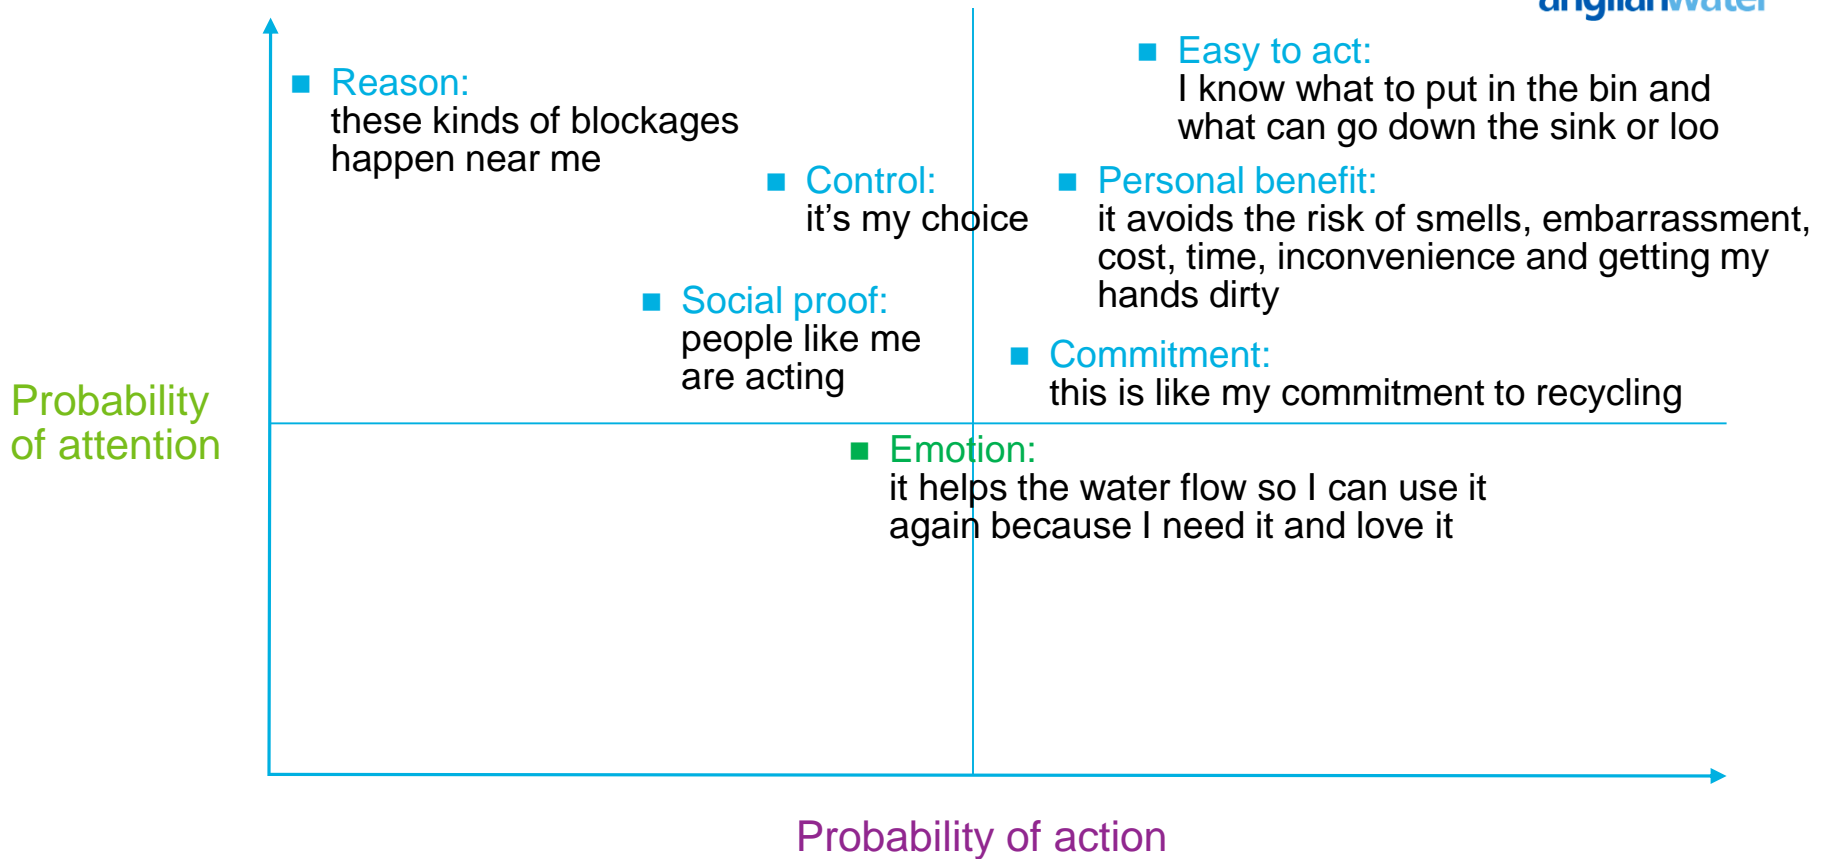 anglianwater
Easy to act:
I know what to put in the bin and
what can go down the sink or loo
Reason:
these kinds of blockages
happen near me
Control:
it's my choice
Personal benefit:
it avoids the risk of smells, embarrassment,
cost, time, inconvenience and getting my
hands dirty
Social proof:
people like me
are acting
Commitment:
this is like my commitment to recycling
Probability
of attention
Emotion:
it helps the water flow so I can use it
again because I need it and love it
Probability of action